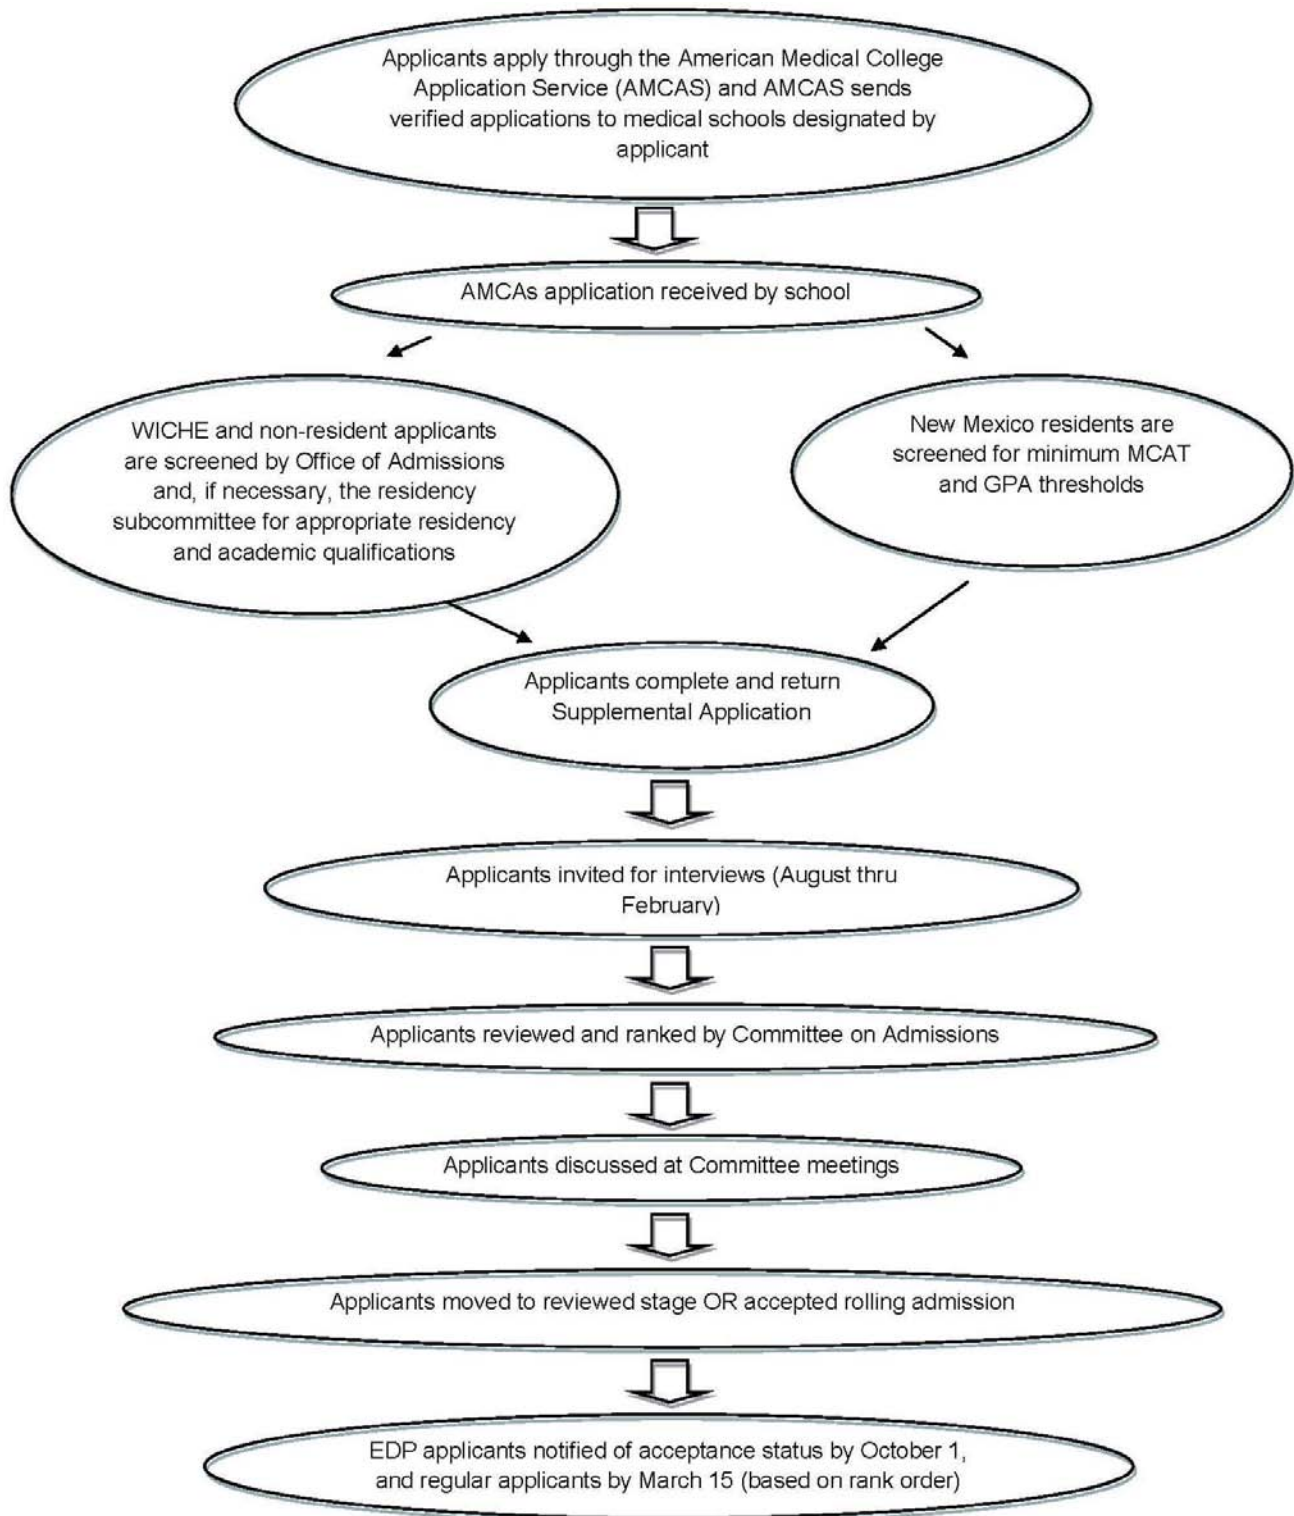 Applicants apply through the American Medical College
Application Service (AMCAS) and AMCAS sends
verified applications to medical schools designated by
applicant
AMCAs application received by school
WICHE and non-resident applicants
are screened by Office of Admissions
and, if necessary, the residency
subcommittee for appropriate residency
and academic qualifications
New Mexico residents are
screened for minimum MCAT
and GPA thresholds
Applicants complete and return
Supplemental Application
Applicants invited for interviews (August thru
February)
Applicants reviewed and ranked by Committee on Admissions
Applicants discussed at Committee meetings
Applicants moved to reviewed stage OR accepted rolling admission
EDP applicants notified of acceptance status by October 1,
and regular applicants by March 15 (based on rank order)